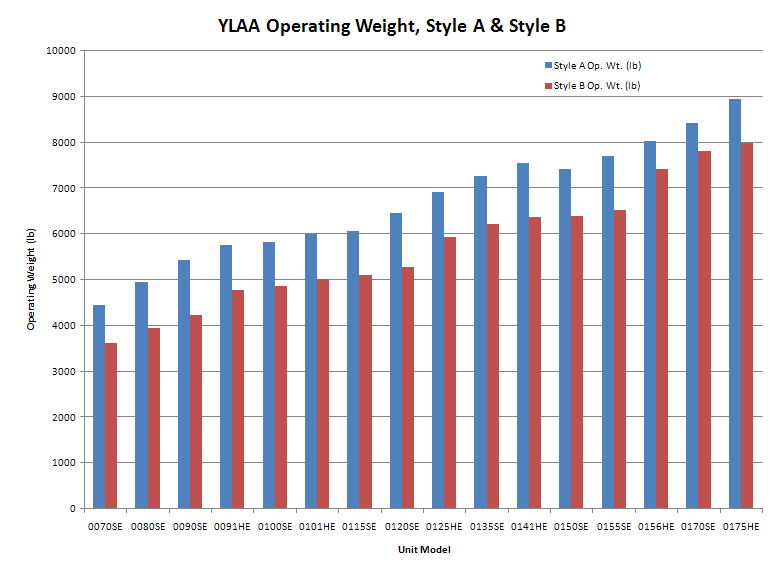 YLAA Operating Weight, Style A & Style B
10000
Style A Op. Wt. (lb)
Style B Op. Wt. (lb)
9000
8000
7000
6000
5000
4000
3000
2000
1000
0
Operating Weight (lb)
0070SE 0080SE 0090SE 0091HE 0100SE 0101HE 0115SE 0120SE 0125HE 0135SE 0141HE 0150SE 0155SE 0156HE 0170SE 0175HE
Unit Model